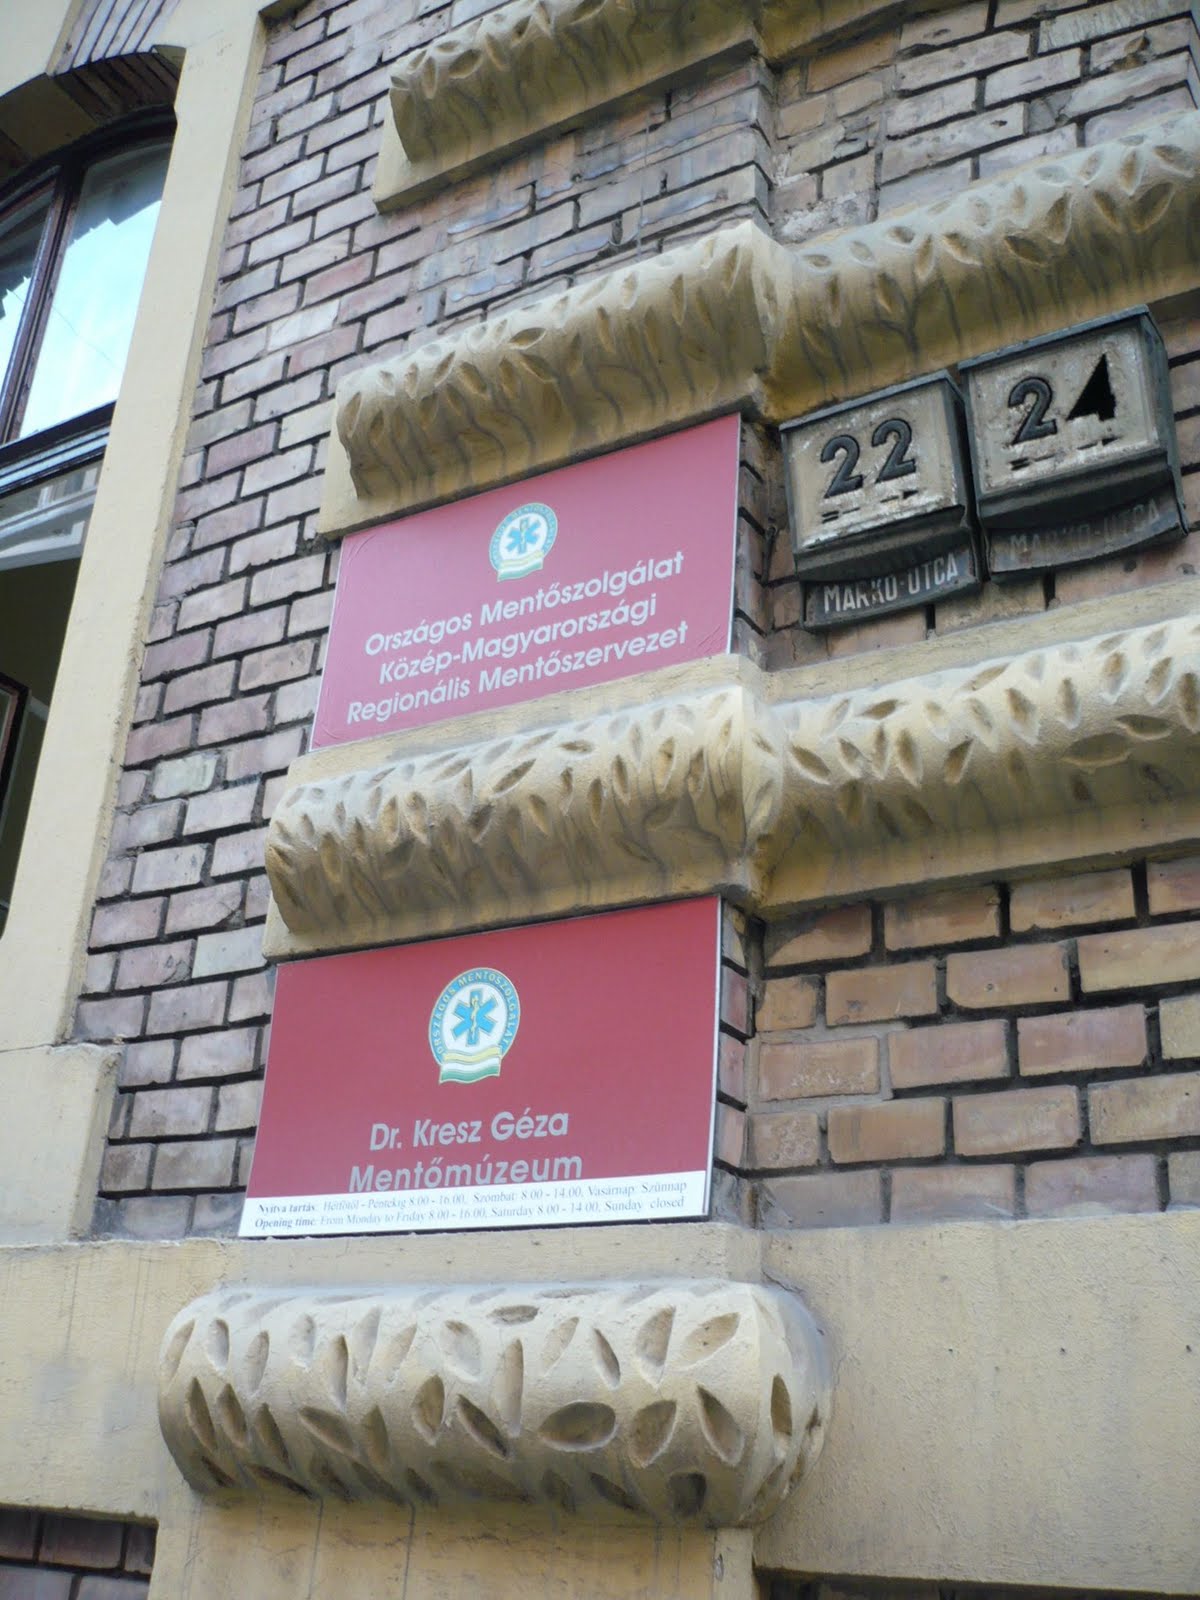 22
24
MARKÓ-UTCA
MARKÓ-UTCA
ORSZÁGOS MENTŐSZOLGÁLAT
Országos Mentőszolgálat
Közép-Magyarországi
Regionális Mentőszervezet
ORSZÁGOS MENTŐSZOLGÁLAT
Dr. Kresz Géza
Mentőmúzeum
Nyitva tartás: Hétfőtől - Péntekig 8.00 - 16.00, Szombat: 8.00 - 14.00, Vasárnap: Szünnap
Opening time: From Monday to Friday 8.00 - 16.00, Saturday 8.00 - 14.00, Sunday closed